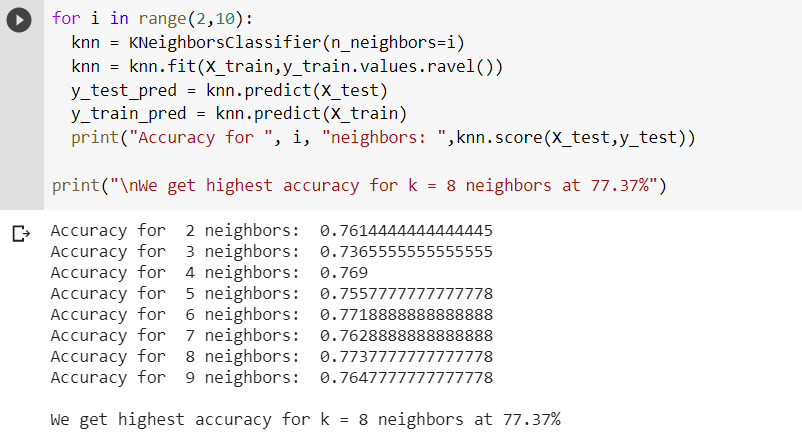 for i in range(2,10):
  knn = KNeighborsClassifier(n_neighbors=i)
  knn = knn.fit(X_train,y_train.values.ravel())
  y_test_pred = knn.predict(X_test)
  y_train_pred = knn.predict(X_train)
  print("Accuracy for ", i, "neighbors: ",knn.score(X_test,y_test))
print("\nWe get highest accuracy for k = 8 neighbors at 77.37%")
Accuracy for  2 neighbors:  0.7614444444444445
Accuracy for  3 neighbors:  0.7365555555555555
Accuracy for  4 neighbors:  0.769
Accuracy for  5 neighbors:  0.7557777777777778
Accuracy for  6 neighbors:  0.7718888888888888
Accuracy for  7 neighbors:  0.7628888888888888
Accuracy for  8 neighbors:  0.7737777777777778
Accuracy for  9 neighbors:  0.7647777777777778
We get highest accuracy for k = 8 neighbors at 77.37%